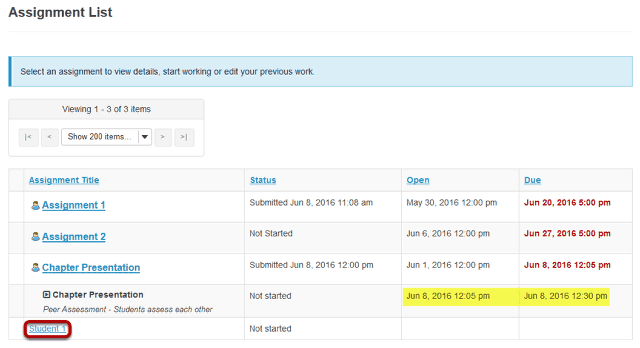 Assignment List
Select an assignment to view details, start working or edit your previous work.
Viewing 1 - 3 of 3 items
|< < Show 200 items... > >|
Assignment Title Status Open Due
Assignment 1 Submitted Jun 8, 2016 11:08 am May 30, 2016 12:00 pm Jun 20, 2016 5:00 pm
Assignment 2 Not Started Jun 6, 2016 12:00 pm Jun 27, 2016 5:00 pm
Chapter Presentation Submitted Jun 8, 2016 12:00 pm Jun 1, 2016 12:00 pm Jun 8, 2016 12:05 pm
Chapter Presentation Not started Jun 8, 2016 12:05 pm Jun 8, 2016 12:30 pm
Peer Assessment - Students assess each other
Student 1 Not started